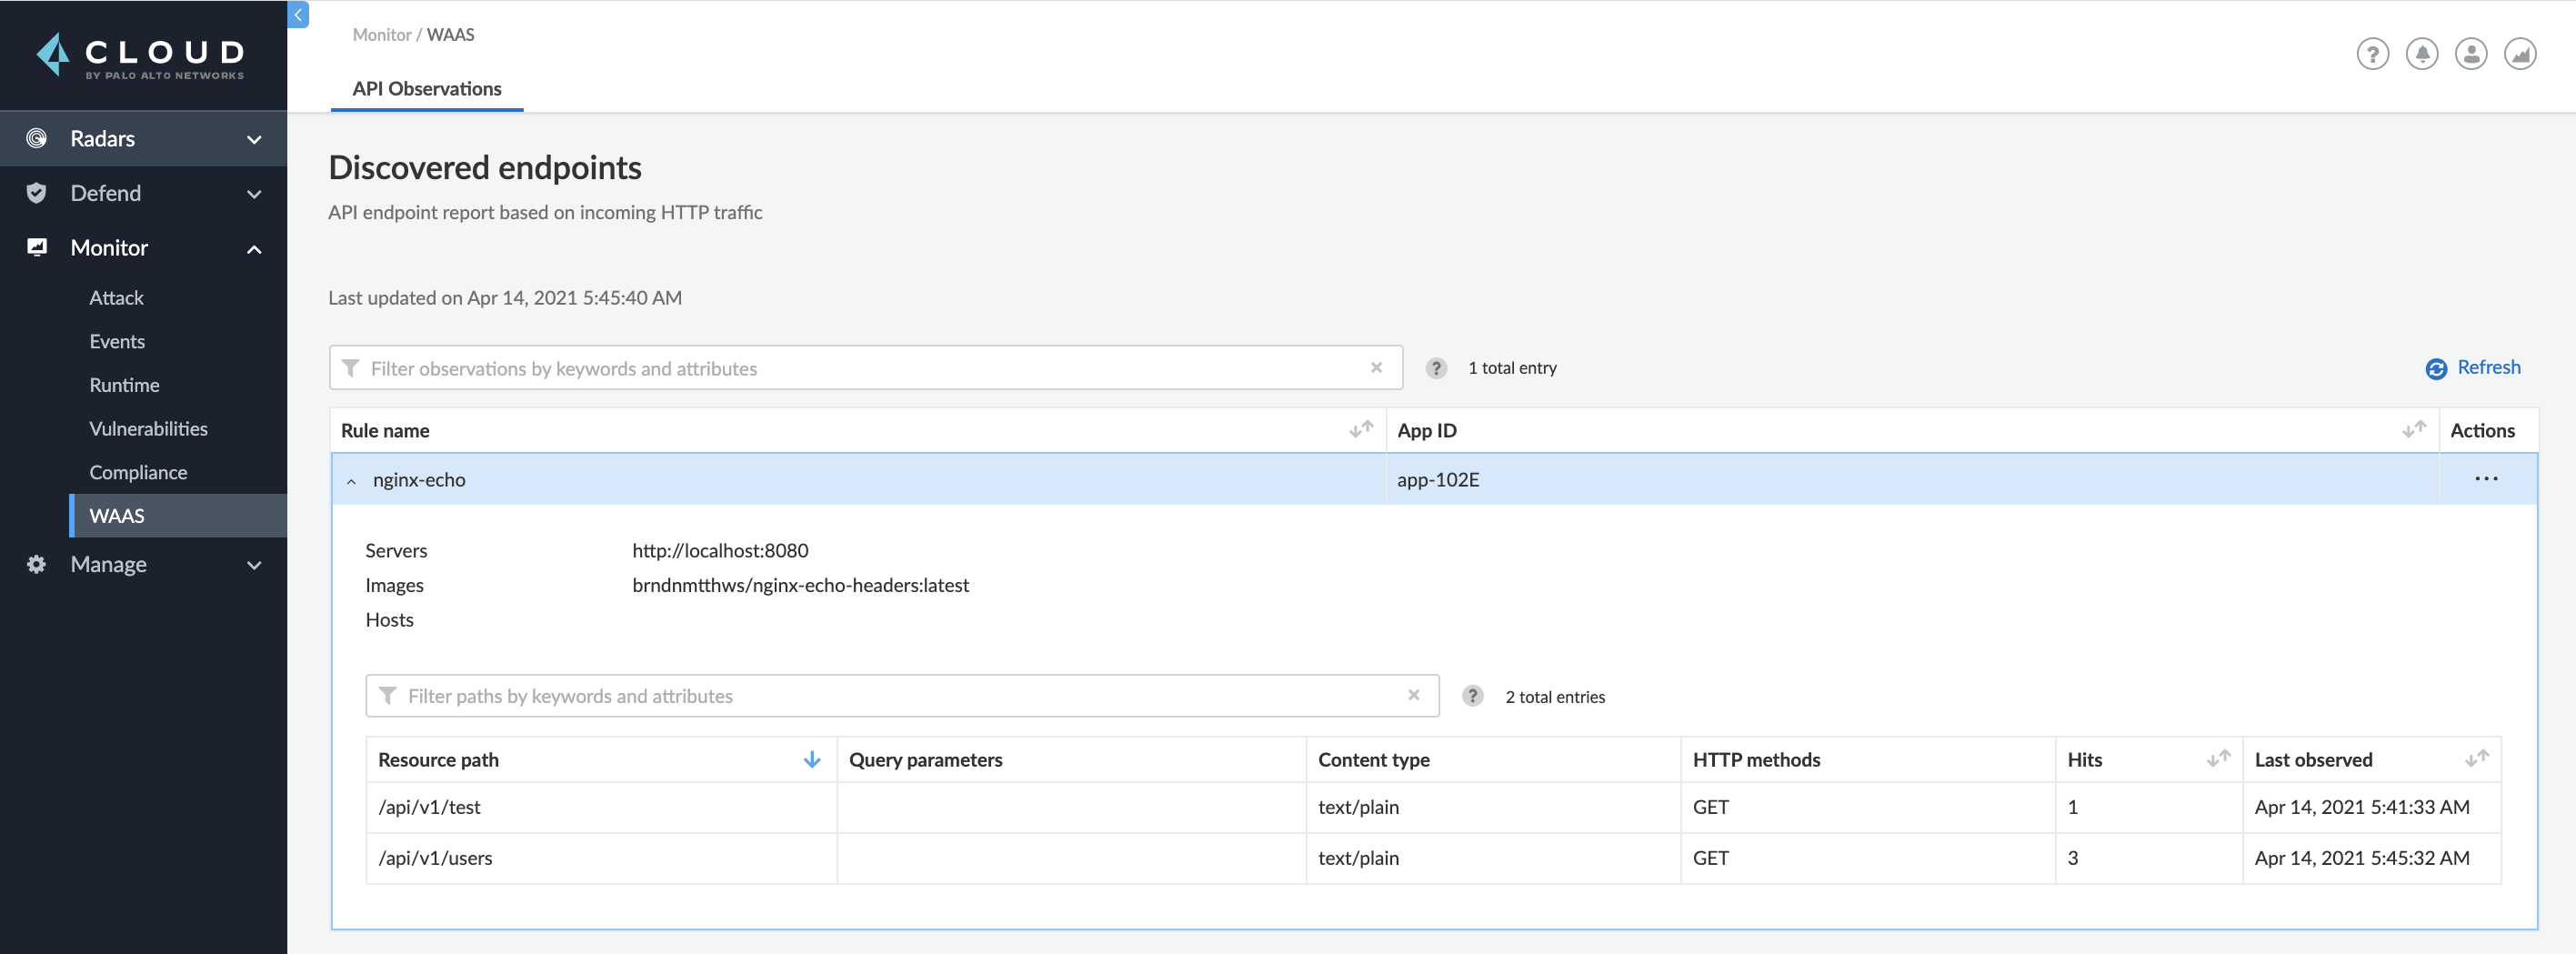 CLOUD
BY PALO ALTO NETWORKS
Radars
Defend
Monitor
Attack
Events
Runtime
Vulnerabilities
Compliance
WAAS
Manage
Monitor / WAAS
API Observations
Discovered endpoints
API endpoint report based on incoming HTTP traffic
Last updated on Apr 14, 2021 5:45:40 AM
Filter observations by keywords and attributes ? 1 total entry Refresh
Rule name App ID Actions
nginx-echo app-102E ...
Servers http://localhost:8080
Images brndnmtthws/nginx-echo-headers:latest
Hosts
Filter paths by keywords and attributes ? 2 total entries
Resource path Query parameters Content type HTTP methods Hits Last observed
/api/v1/test text/plain GET 1 Apr 14, 2021 5:41:33 AM
/api/v1/users text/plain GET 3 Apr 14, 2021 5:45:32 AM